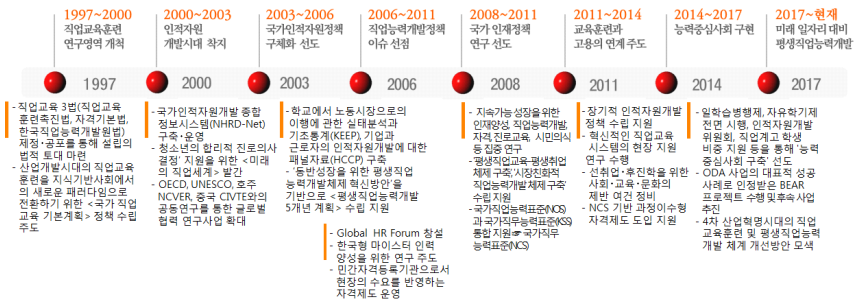 1997~2000
직업교육훈련
연구영역 개척
2000~2003
인적자원
개발시대 착지
2003~2006
국가인적자원정책
구체화 선도
2006~2011
직업능력개발정책
이슈 선점
2008~2011
국가 인재정책
연구 선도
2011~2014
교육훈련과
고용의 연계 주도
2014~2017
능력중심사회 구현
2017~현재
미래 일자리 대비
평생직업능력개발
1997
2000
2003
2006
2008
2011
2014
2017
- 직업교육 3법(직업교육
훈련촉진법, 자격기본법,
한국직업능력개발원법)
제정·공포를 통해 설립의
법적 토대 마련
- 산업개발시대의 직업교육
훈련을 지식기반사회에서
의 새로운 패러다임으로
전환하기 위한 <국가 직업
교육 기본계획> 정책 수립
주도
- 국가인적자원개발 종합
정보시스템(NHRD-Net)
구축·운영
- 청소년의 합리적 진로의사
결정' 지원을 위한 <미래
의 직업세계> 발간
- OECD, UNESCO, 호주
NCVER, 중국 CIVTE와의
공동연구를 통한 글로벌
협력 연구사업 확대
- 학교에서 노동시장으로의
이행에 관한 실태분석과
기초통계(KEEP), 기업과
근로자의 인적자원개발에 대한
패널자료(HCCP) 구축
- '동반성장을 위한 평생직업
능력개발체제 혁신방안'을
기반으로 <평생직업능력개발
5개년 계획> 수립 지원
- Global HR Forum 창설
- 한국형 마이스터 인력
양성을 위한 연구 주도
- 민간자격등록기관으로서
현장의 수요를 반영하는
자격제도 운영
- 지속가능 성장을 위한
인재양성, 직업능력개발,
자격, 진로교육, 시민의식
등 집중 연구
- '평생직업교육-평생취업
체제 구축', '시장친화적
직업능력개발 체제 구축'
수립 지원
- 국가직업능력표준(NOS)
과 국가직무능력표준(KSS)
통합 지원☞ 국가직무
능력표준(NCS)
- 장기적 인적자원개발
정책 수립 지원
- 혁신적인 직업교육
시스템의 현장 지원
연구 수행
- 선취업·후진학을 위한
사회·교육·문화의
제반 여건 정비
- NCS 기반 과정이수형
자격제도 도입 지원
- 일학습병행제, 자유학기제
전면 시행, 인적자원개발
위원회, 직업계고 학생
비중 지원 등을 통해 '능력
중심사회 구축' 선도
- ODA 사업의 대표적 성공
사례로 인정받은 BEAR
프로젝트 수행 및 후속 사업
추진
- 4차 산업혁명시대의 직업
교육훈련 및 평생직업능력
개발 체계 개선방안 모색